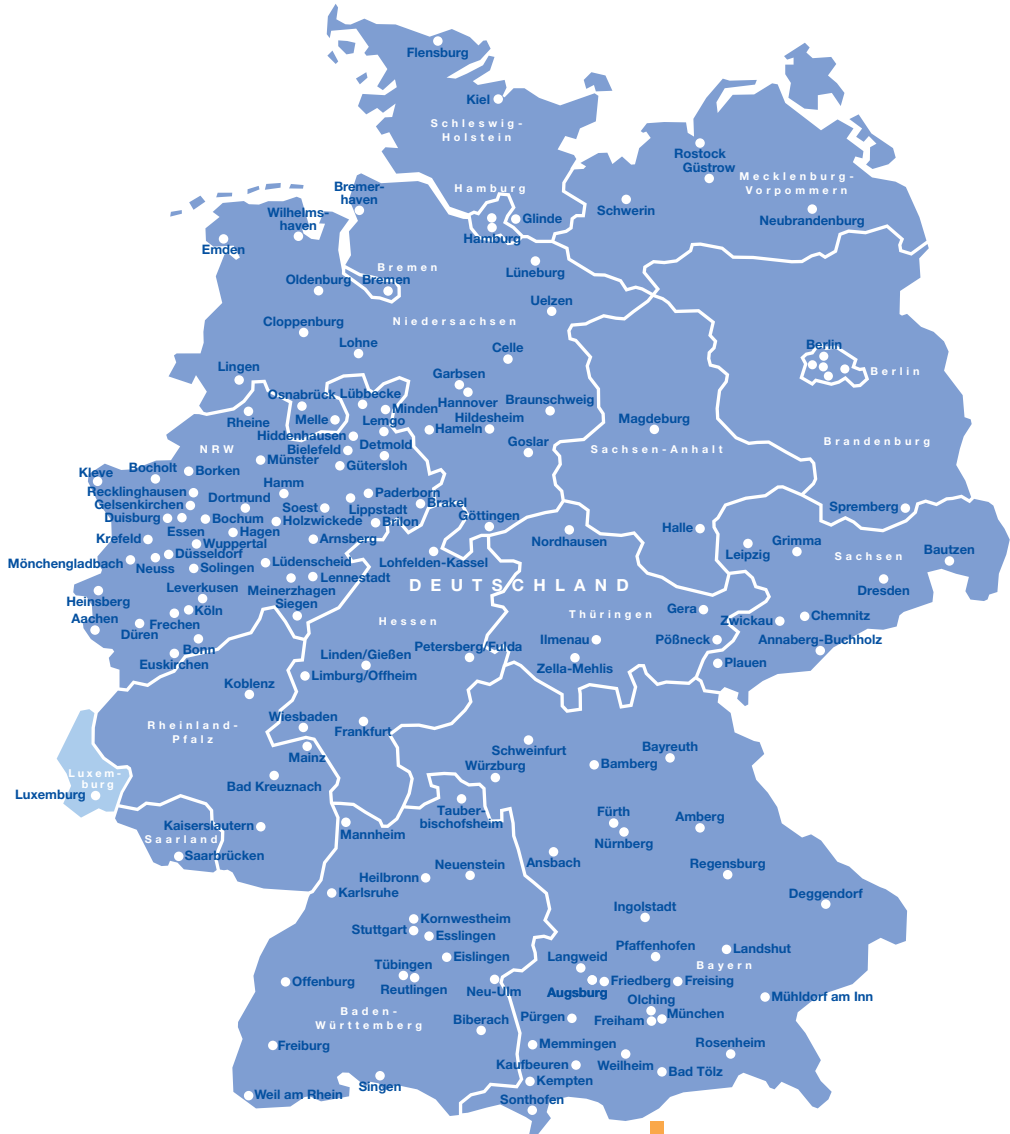 Flensburg
Kiel
Schleswig-
Holstein
Rostock
Güstrow
Mecklenburg-
Vorpommern
Bremer-
haven
Hamburg
Schwerin
Neubrandenburg
Wilhelms-
haven
Glinde
Hamburg
Emden
Bremen
Lüneburg
Oldenburg
Bremen
Uelzen
Cloppenburg
Niedersachsen
Lohne
Celle
Berlin
Berlin
Lingen
Garbsen
Osnabrück
Lübbecke
Hannover
Braunschweig
Minden
Rheine
Melle
Lemgo
Hildesheim
Magdeburg
Hameln
Hiddenhausen
Detmold
Goslar
Brandenburg
NRW
Bielefeld
Sachsen-Anhalt
Münster
Gütersloh
Kleve
Bocholt
Borken
Hamm
Recklinghausen
Paderborn
Dortmund
Brakel
Gelsenkirchen
Soest
Lippstadt
Spremberg
Duisburg
Bochum
Holzwickede
Brilon
Göttingen
Essen
Hagen
Halle
Krefeld
Wuppertal
Arnsberg
Nordhausen
Grimma
Düsseldorf
Leipzig
Sachsen
Bautzen
Mönchengladbach
Neuss
Solingen
Lüdenscheid
Lohfelden-Kassel
Lennestadt
DEUTSCHLAND
Leverkusen
Meinerzhagen
Dresden
Heinsberg
Siegen
Köln
Gera
Thüringen
Chemnitz
Aachen
Frechen
Hessen
Zwickau
Düren
Ilmenau
Pößneck
Annaberg-Buchholz
Bonn
Petersberg/Fulda
Linden/Gießen
Euskirchen
Zella-Mehlis
Plauen
Limburg/Offheim
Koblenz
Wiesbaden
Rheinland-
Pfalz
Frankfurt
Schweinfurt
Bayreuth
Mainz
Würzburg
Bamberg
Luxem-
burg
Bad Kreuznach
Luxemburg
Tauber-
bischofsheim
Fürth
Amberg
Kaiserslautern
Mannheim
Saarland
Nürnberg
Saarbrücken
Neuenstein
Ansbach
Regensburg
Heilbronn
Karlsruhe
Deggendorf
Ingolstadt
Kornwestheim
Stuttgart
Esslingen
Pfaffenhofen
Landshut
Eislingen
Langweid
Tübingen
Bayern
Offenburg
Reutlingen
Neu-Ulm
Augsburg
Friedberg
Freising
Mühldorf am Inn
Olching
Baden-
Württemberg
Biberach
Pürgen
Freiham
München
Freiburg
Memmingen
Rosenheim
Kaufbeuren
Weilheim
Bad Tölz
Singen
Kempten
Weil am Rhein
Sonthofen